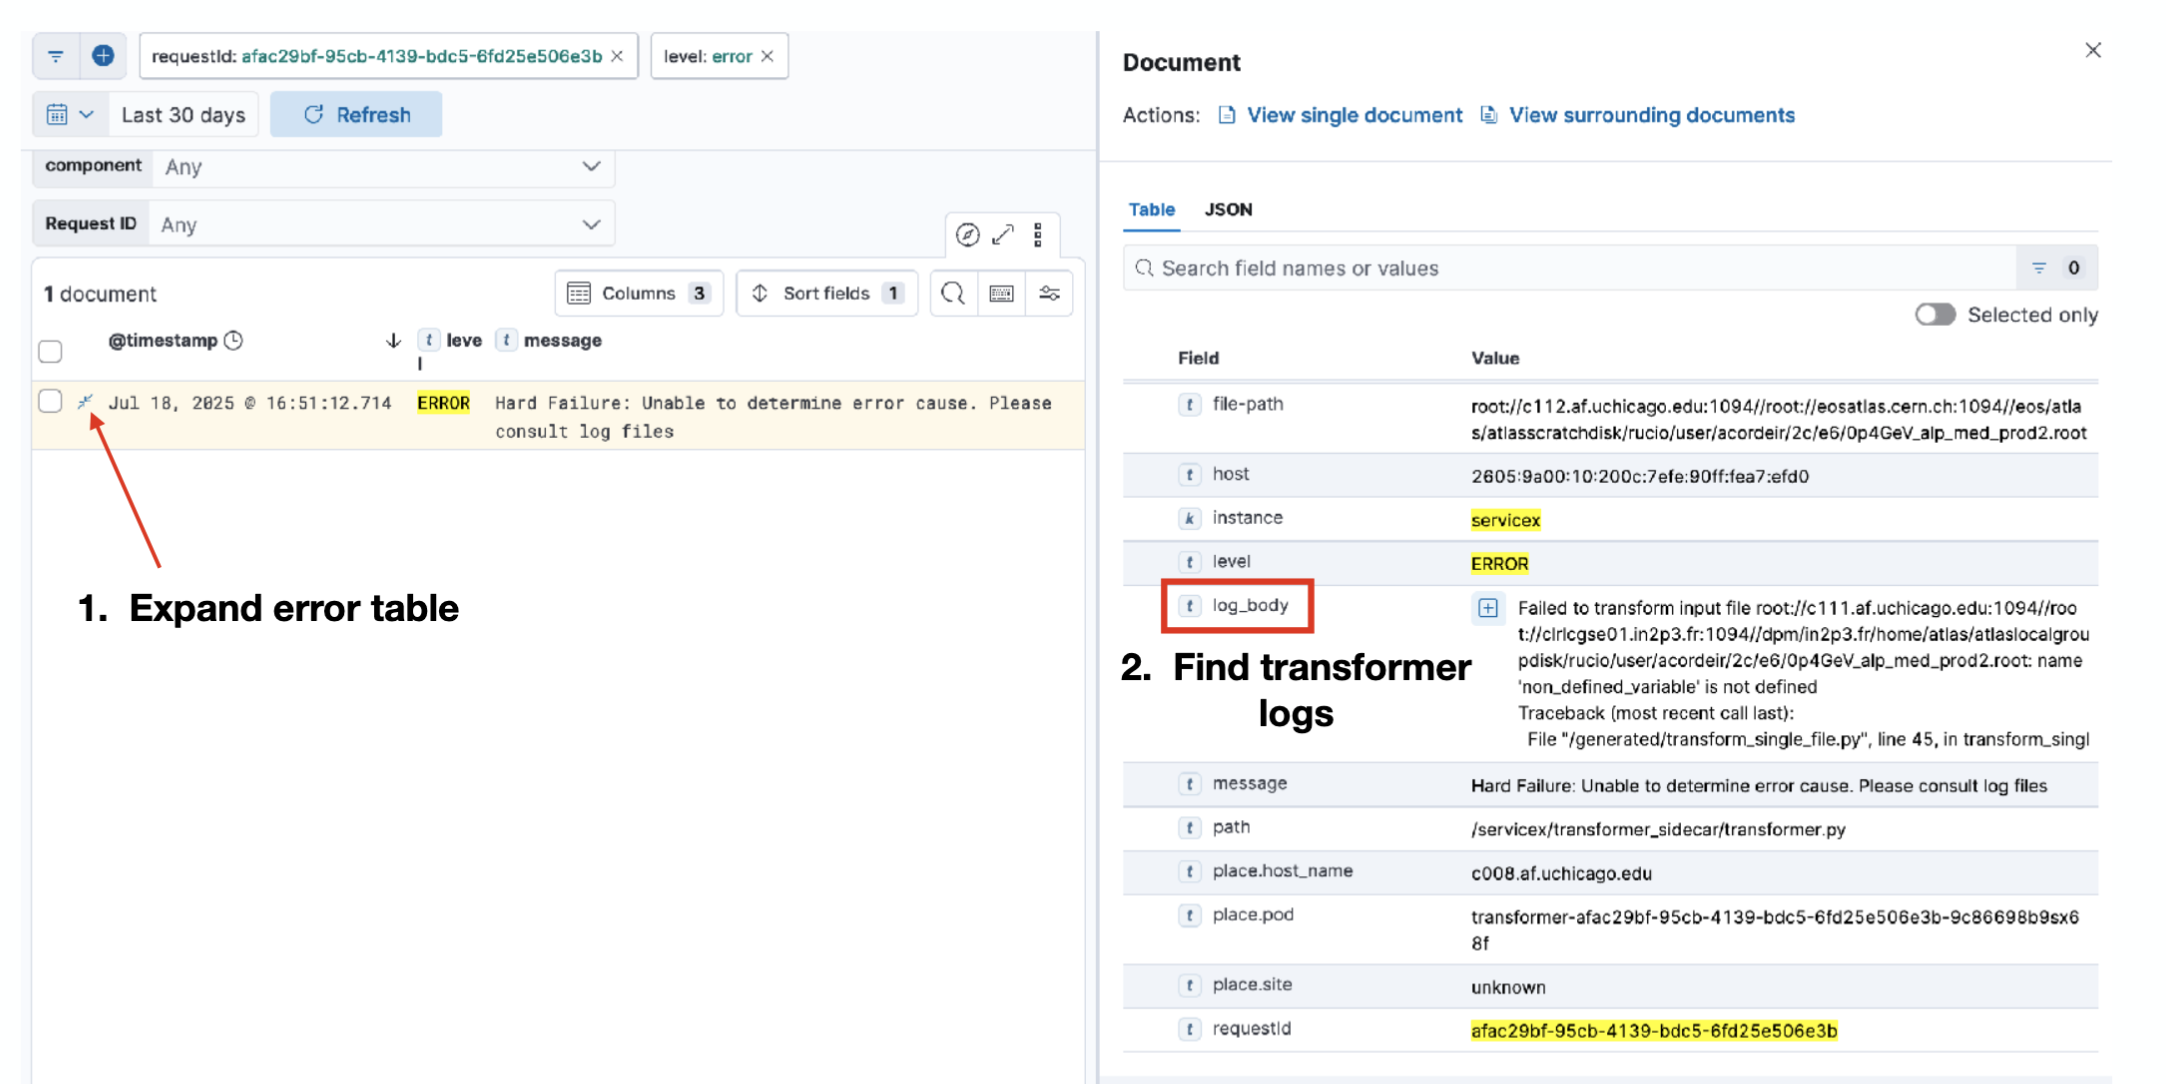 requestId: afac29bf-95cb-4139-bdc5-6fd25e506e3b ×
level: error ×
Last 30 days
Refresh
component Any
Request ID Any
1 document
Columns 3
Sort fields 1
@timestamp
t leve
l
t message
Jul 18, 2025 @ 16:51:12.714 ERROR Hard Failure: Unable to determine error cause. Please
consult log files
1. Expand error table
Document
Actions: View single document View surrounding documents
Table JSON
Search field names or values
0
Selected only
Field Value
t file-path root://c112.af.uchicago.edu:1094//root://eosatlas.cern.ch:1094//eos/atla
s/atlasscratchdisk/rucio/user/acordeir/2c/e6/0p4GeV_alp_med_prod2.root
t host 2605:9a00:10:200c:7efe:90ff:fea7:efd0
k instance servicex
t level ERROR
t log_body Failed to transform input file root://c111.af.uchicago.edu:1094//roo
t://clrlcgse01.in2p3.fr:1094//dpm/in2p3.fr/home/atlas/atlaslocalgrou
pdisk/rucio/user/acordeir/2c/e6/0p4GeV_alp_med_prod2.root: name
'non_defined_variable' is not defined
Traceback (most recent call last):
File "/generated/transform_single_file.py", line 45, in transform_singl
2. Find transformer
logs
t message Hard Failure: Unable to determine error cause. Please consult log files
t path /servicex/transformer_sidecar/transformer.py
t place.host_name c008.af.uchicago.edu
t place.pod transformer-afac29bf-95cb-4139-bdc5-6fd25e506e3b-9c86698b9sx6
8f
t place.site unknown
t requestId afac29bf-95cb-4139-bdc5-6fd25e506e3b